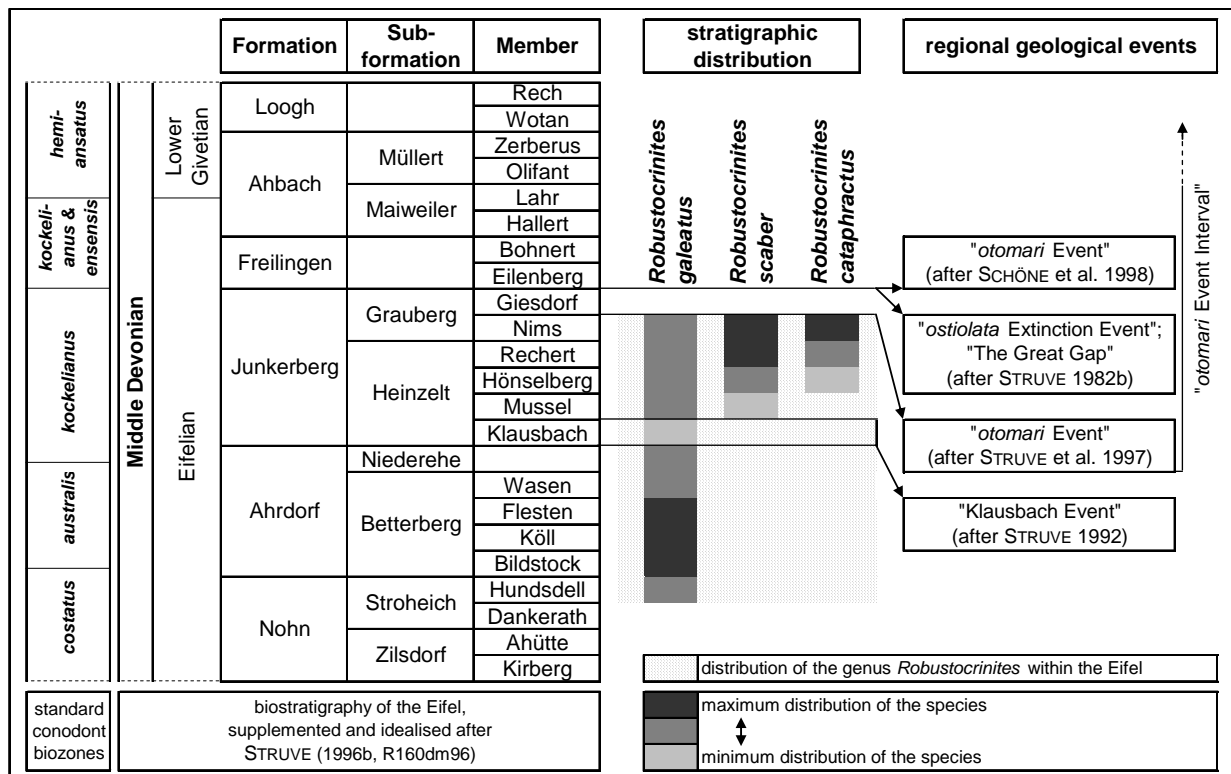 Formation
Sub-
formation
Member
stratigraphic
distribution
regional geological events
hemi-
ansatus
kockeli-
anus &
ensensis
kockelianus
australis
costatus
Middle Devonian
Lower
Givetian
Eifelian
Loogh
Ahbach
Freilingen
Junkerberg
Ahrdorf
Nohn
Müllert
Maiweiler
Grauberg
Heinzelt
Niederehe
Betterberg
Stroheich
Zilsdorf
Rech
Wotan
Zerberus
Olifant
Lahr
Hallert
Bohnert
Eilenberg
Giesdorf
Nims
Rechert
Hönselberg
Mussel
Klausbach
Wasen
Flesten
Köll
Bildstock
Hundsdell
Dankerath
Ahütte
Kirberg
Robustocrinites
galeatus
Robustocrinites
scaber
Robustocrinites
cataphractus
"otomari Event"
(after SCHÖNE et al. 1998)
"ostiolata Extinction Event";
"The Great Gap"
(after STRUVE 1982b)
"otomari Event"
(after STRUVE et al. 1997)
"Klausbach Event"
(after STRUVE 1992)
"otomari Event Interval"
standard
conodont
biozones
biostratigraphy of the Eifel,
supplemented and idealised after
STRUVE (1996b, R160dm96)
distribution of the genus Robustocrinites within the Eifel
maximum distribution of the species
minimum distribution of the species